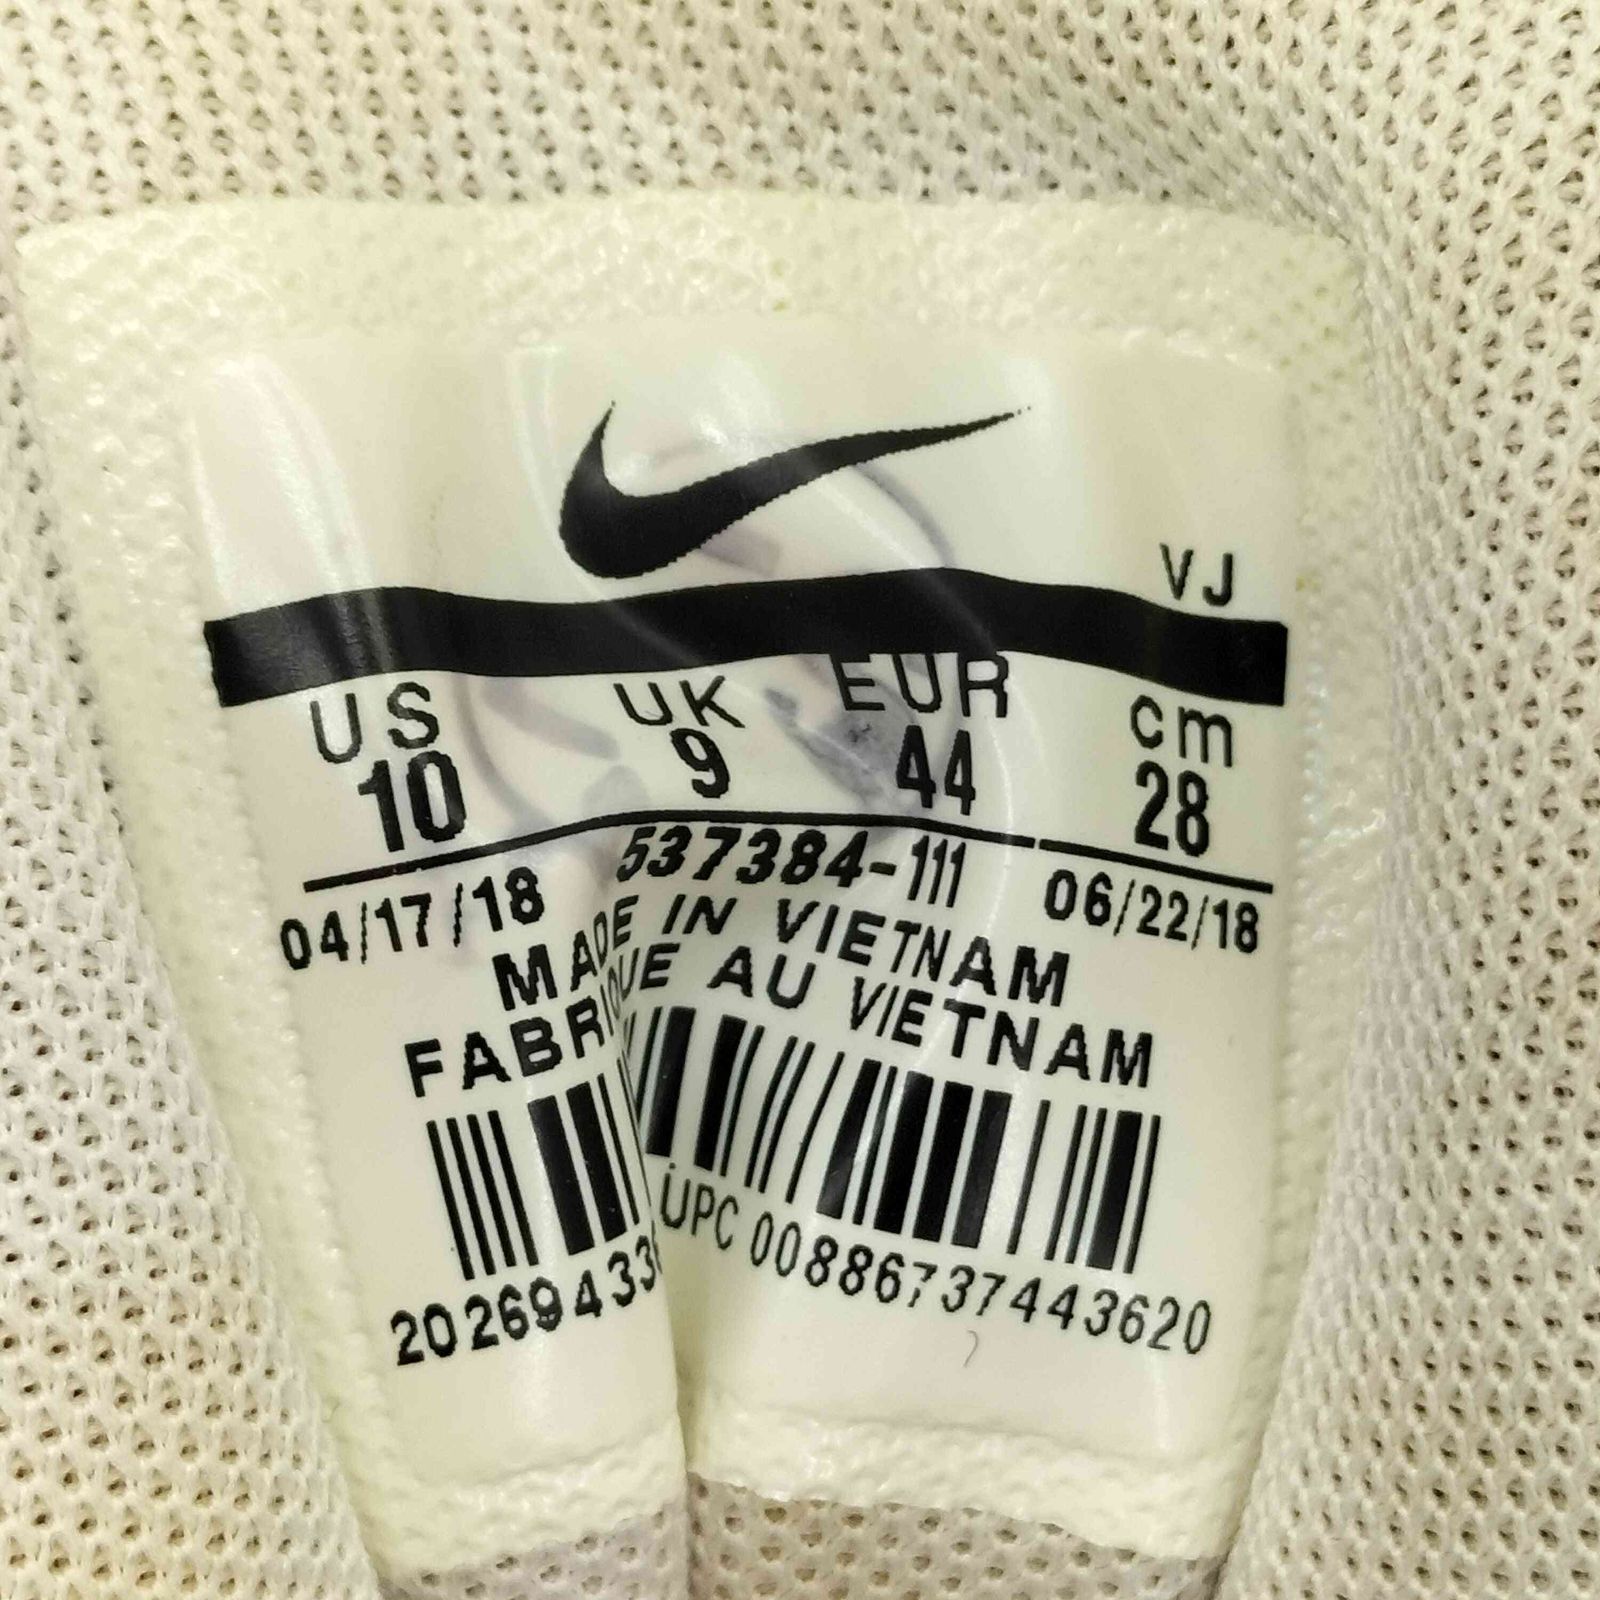 VJ
US UK EUR cm
10 9 44 28
537384-111
04/17/18 06/22/18
MADE IN VIETNAM
FABRIQUE AU VIETNAM
UPC 00886737443620